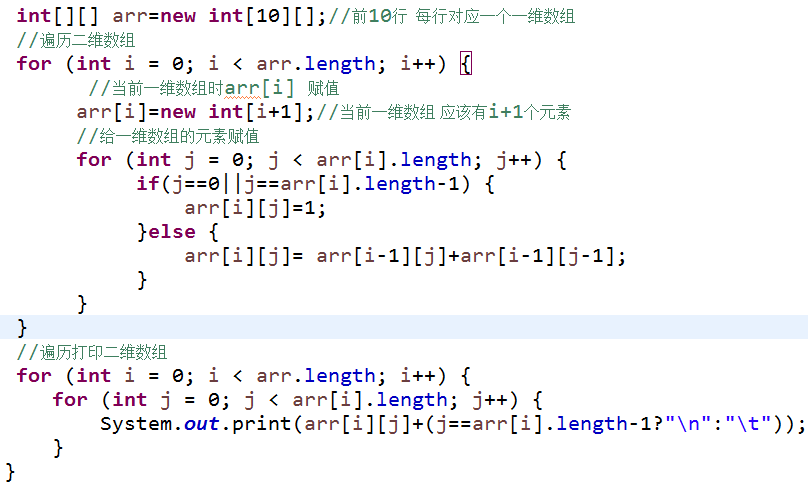 int[][] arr=new int[10][];//前10行 每行对应一个一维数组
//遍历二维数组
for (int i = 0; i < arr.length; i++) {
//当前一维数组时arr[i] 赋值
arr[i]=new int[i+1];//当前一维数组 应该有i+1个元素
//给一维数组的元素赋值
for (int j = 0; j < arr[i].length; j++) {
if(j==0||j==arr[i].length-1) {
arr[i][j]=1;
}else {
arr[i][j]= arr[i-1][j]+arr[i-1][j-1];
}
}
}
//遍历打印二维数组
for (int i = 0; i < arr.length; i++) {
for (int j = 0; j < arr[i].length; j++) {
System.out.print(arr[i][j]+(j==arr[i].length-1?"\n":"\t"));
}
}